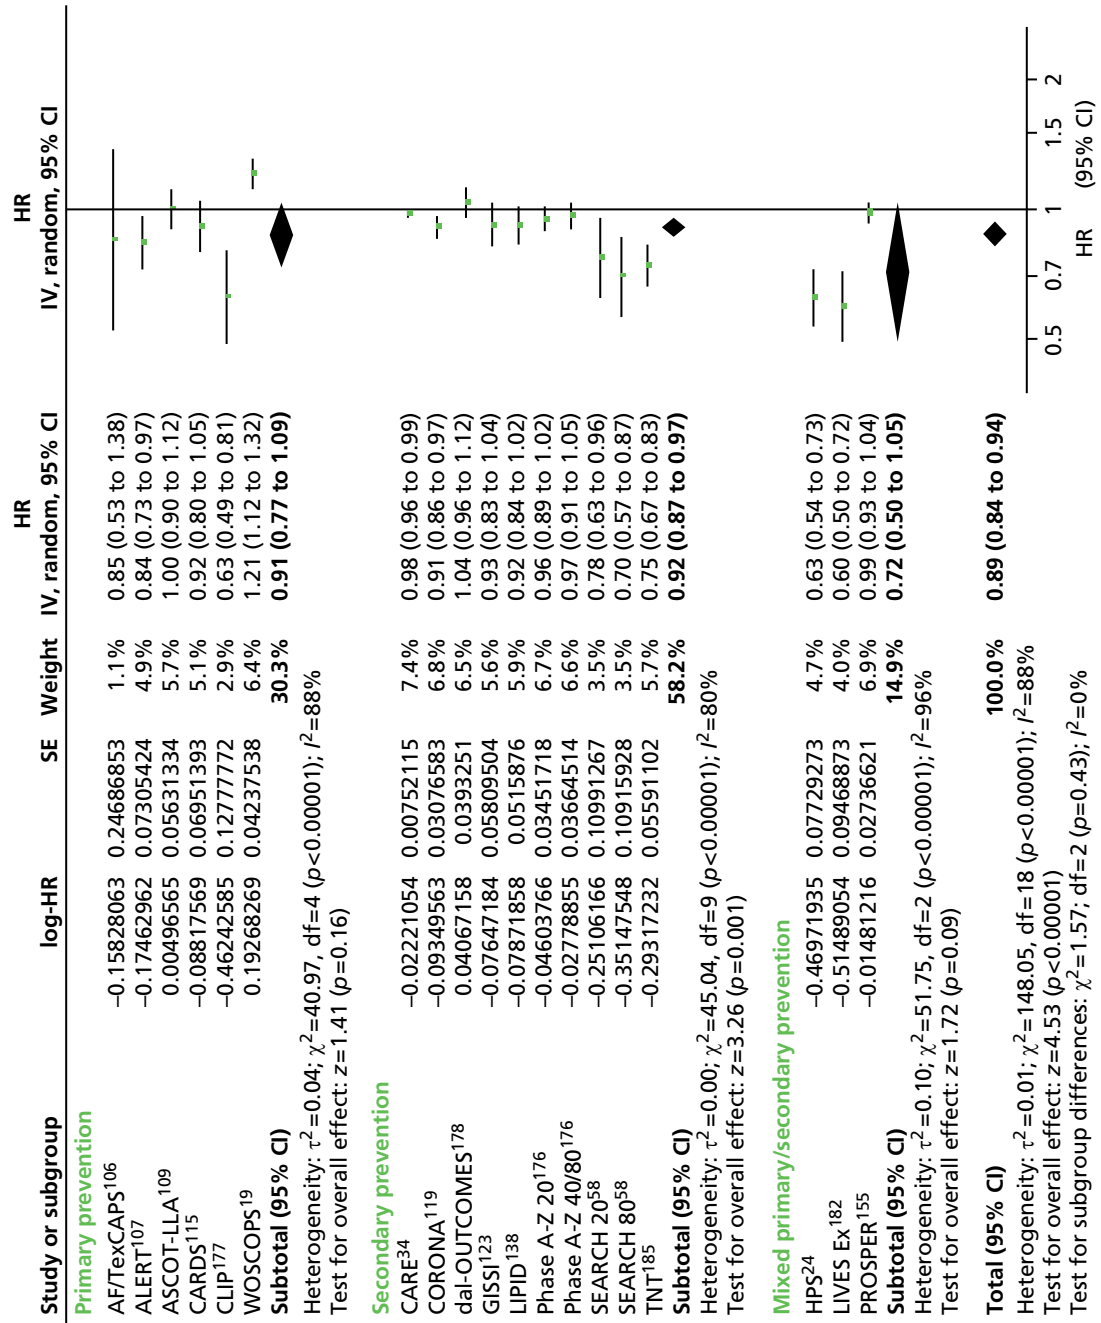 HR HR
Study or subgroup log-HR SE Weight IV, random, 95% CI IV, random, 95% CI
Primary prevention
AF/TexCAPS106 −0.15828063 0.24686853 1.1% 0.85 (0.53 to 1.38)
ALERT107 −0.17462962 0.07305424 4.9% 0.84 (0.73 to 0.97)
ASCOT-LLA109 0.00496565 0.05631334 5.7% 1.00 (0.90 to 1.12)
CARDS115 −0.08817569 0.06951393 5.1% 0.92 (0.80 to 1.05)
CLIP177 −0.46242585 0.12777772 2.9% 0.63 (0.49 to 0.81)
WOSCOPS19 0.19268269 0.04237538 6.4% 1.21 (1.12 to 1.32)
Subtotal (95% CI) 30.3% 0.91 (0.77 to 1.09)
Heterogeneity: τ2=0.04; χ2=40.97, df=4 (p<0.00001); I2=88%
Test for overall effect: z=1.41 (p=0.16)
Secondary prevention
CARE34 −0.02221054 0.00752115 7.4% 0.98 (0.96 to 0.99)
CORONA119 −0.09349563 0.03076583 6.8% 0.91 (0.86 to 0.97)
dal-OUTCOMES178 0.04067158 0.0393251 6.5% 1.04 (0.96 to 1.12)
GISSI123 −0.07647184 0.05809504 5.6% 0.93 (0.83 to 1.04)
LIPID138 −0.07871858 0.0515876 5.9% 0.92 (0.84 to 1.02)
Phase A-Z 20176 −0.04603766 0.03451718 6.7% 0.96 (0.89 to 1.02)
Phase A-Z 40/80176 −0.02778855 0.03664514 6.6% 0.97 (0.91 to 1.05)
SEARCH 2058 −0.25106166 0.10991267 3.5% 0.78 (0.63 to 0.96)
SEARCH 8058 −0.35147548 0.10915928 3.5% 0.70 (0.57 to 0.87)
TNT185 −0.29317232 0.05591102 5.7% 0.75 (0.67 to 0.83)
Subtotal (95% CI) 58.2% 0.92 (0.87 to 0.97)
Heterogeneity: τ2=0.00; χ2=45.04, df=9 (p<0.00001); I2=80%
Test for overall effect: z=3.26 (p=0.001)
Mixed primary/secondary prevention
HPS24 −0.46971935 0.07729273 4.7% 0.63 (0.54 to 0.73)
LIVES Ex182 −0.51489054 0.09468873 4.0% 0.60 (0.50 to 0.72)
PROSPER155 −0.01481216 0.02736621 6.9% 0.99 (0.93 to 1.04)
Subtotal (95% CI) 14.9% 0.72 (0.50 to 1.05)
Heterogeneity: τ2=0.10; χ2=51.75, df=2 (p<0.00001); I2=96%
Test for overall effect: z=1.72 (p=0.09)
Total (95% CI) 100.0% 0.89 (0.84 to 0.94)
Heterogeneity: τ2=0.01; χ2=148.05, df=18 (p<0.00001); I2=88%
Test for overall effect: z=4.53 (p<0.00001)
Test for subgroup differences: χ2=1.57; df=2 (p=0.43); I2=0%
0.5 0.7 1 1.5 2
HR (95% CI)